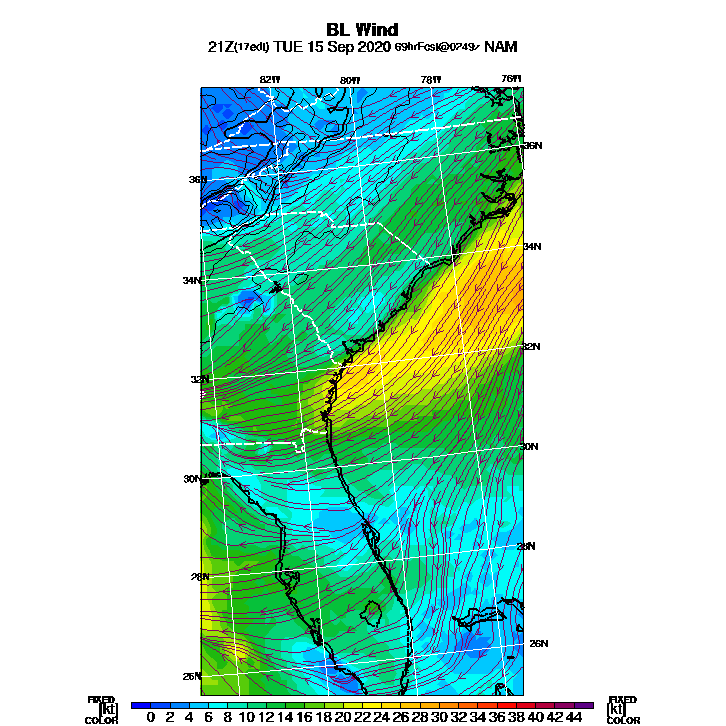 BL Wind
21Z(17edt) TUE 15 Sep 2020 69hrFcst@0249z NAM
82W 80W 78W 76W
36N
36N
34N
34N
32N
32N
30N
30N
28N
28N
26N
26N
FIXED [kt] COLOR
0 2 4 6 8 10 12 14 16 18 20 22 24 26 28 30 32 34 36 38 40 42 44
FIXED [kt] COLOR